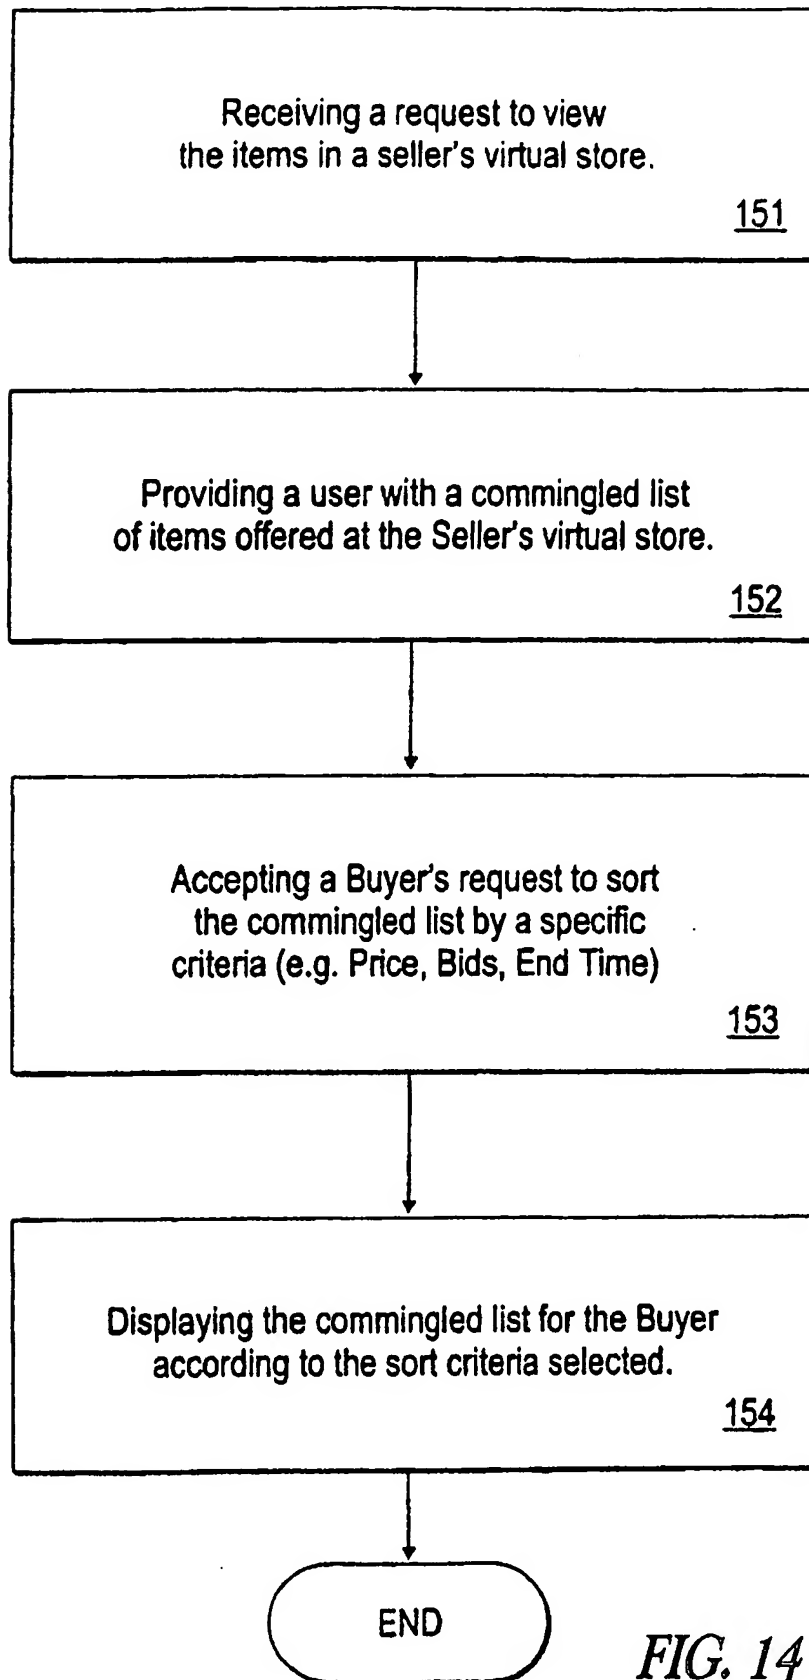 Receiving a request to view
the items in a seller's virtual store.
151
Providing a user with a commingled list
of items offered at the Seller's virtual store.
152
Accepting a Buyer's request to sort
the commingled list by a specific
criteria (e.g. Price, Bids, End Time)
153
Displaying the commingled list for the Buyer
according to the sort criteria selected.
154
END
FIG. 14